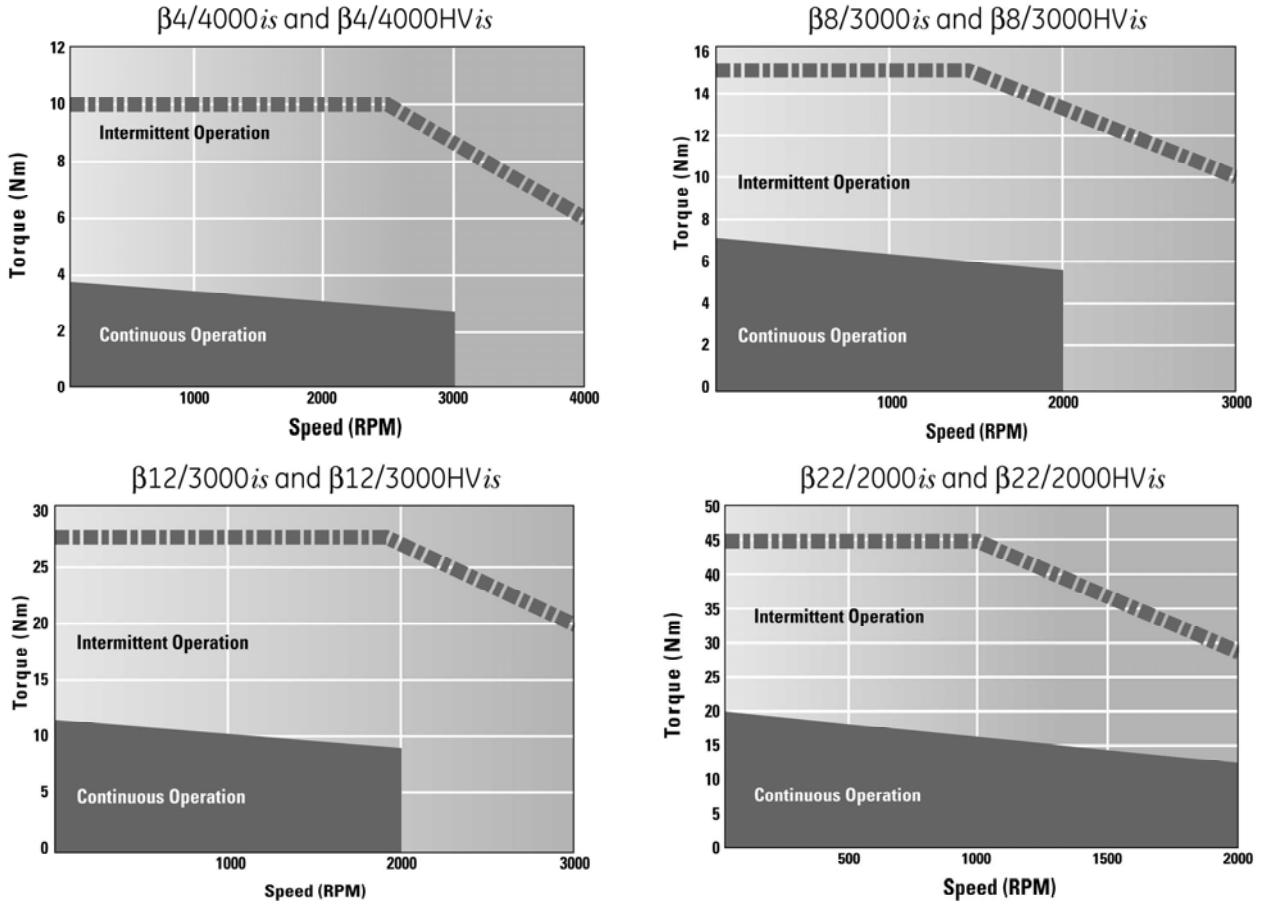 β4/4000is and β4/4000HVis
12
10
8
6
4
2
0
Torque (Nm)
Intermittent Operation
Continuous Operation
1000 2000 3000 4000
Speed (RPM)
β8/3000is and β8/3000HVis
16
14
12
10
8
6
4
2
0
Torque (Nm)
Intermittent Operation
Continuous Operation
1000 2000 3000
Speed (RPM)
β12/3000is and β12/3000HVis
30
25
20
15
10
5
0
Torque (Nm)
Intermittent Operation
Continuous Operation
1000 2000 3000
Speed (RPM)
β22/2000is and β22/2000HVis
50
45
40
35
30
25
20
15
10
5
0
Torque (Nm)
Intermittent Operation
Continuous Operation
500 1000 1500 2000
Speed (RPM)